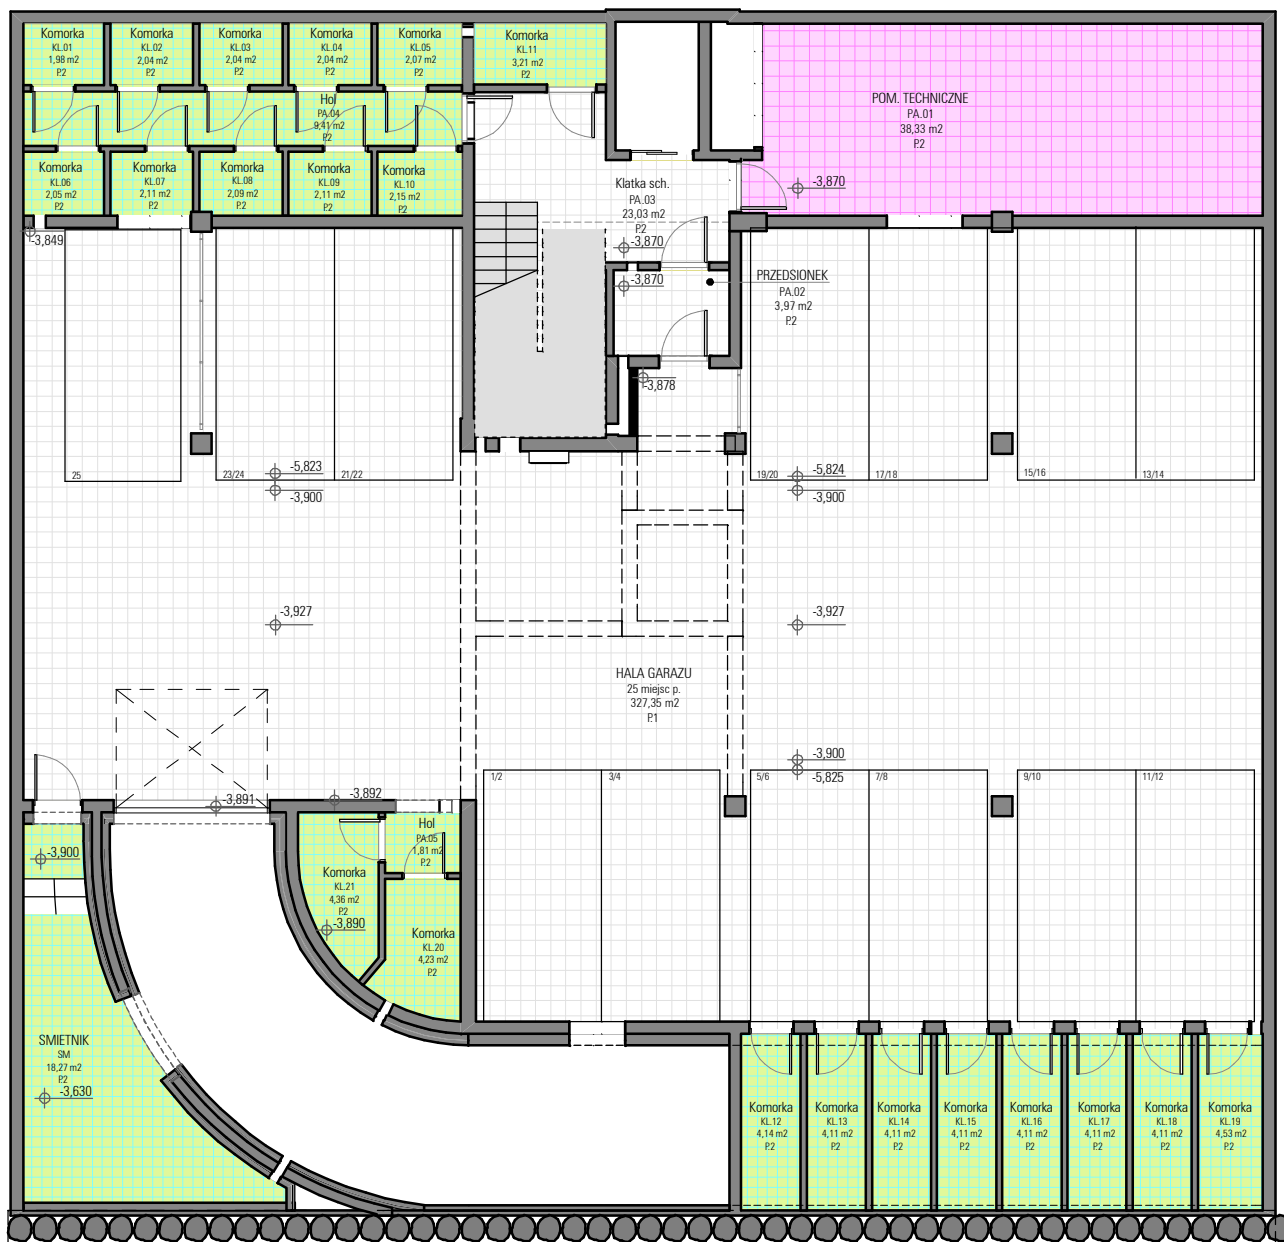 Komorka
KL.01
1,98 m2
P.2
Komorka
KL.02
2,04 m2
P.2
Komorka
KL.03
2,04 m2
P.2
Komorka
KL.04
2,04 m2
P.2
Komorka
KL.05
2,07 m2
P.2
Komorka
KL.11
3,21 m2
P.2
Hol
PA.04
9,41 m2
P.2
POM. TECHNICZNE
PA.01
38,33 m2
P.2
Komorka
KL.06
2,05 m2
P.2
Komorka
KL.07
2,11 m2
P.2
Komorka
KL.08
2,09 m2
P.2
Komorka
KL.09
2,11 m2
P.2
Komorka
KL.10
2,15 m2
P.2
Klatka sch.
PA.03
23,03 m2
P.2
-3,870
-3,849
-3,870
-3,870
PRZEDSIONEK
PA.02
3,97 m2
P.2
-3,878
25
23/24
21/22
-5,823
-3,900
19/20
17/18
-5,824
-3,900
15/16
13/14
-3,927
-3,927
HALA GARAZU
25 miejsc p.
327,35 m2
P.1
-3,900
-5,825
1/2
3/4
5/6
7/8
9/10
11/12
-3,891
-3,892
-3,900
Hol
PA.05
1,81 m2
P.2
Komorka
KL.21
4,36 m2
P.2
-3,890
Komorka
KL.20
4,23 m2
P.2
SMIETNIK
SM
18,27 m2
P.2
-3,630
Komorka
KL.12
4,14 m2
P.2
Komorka
KL.13
4,11 m2
P.2
Komorka
KL.14
4,11 m2
P.2
Komorka
KL.15
4,11 m2
P.2
Komorka
KL.16
4,11 m2
P.2
Komorka
KL.17
4,11 m2
P.2
Komorka
KL.18
4,11 m2
P.2
Komorka
KL.19
4,53 m2
P.2